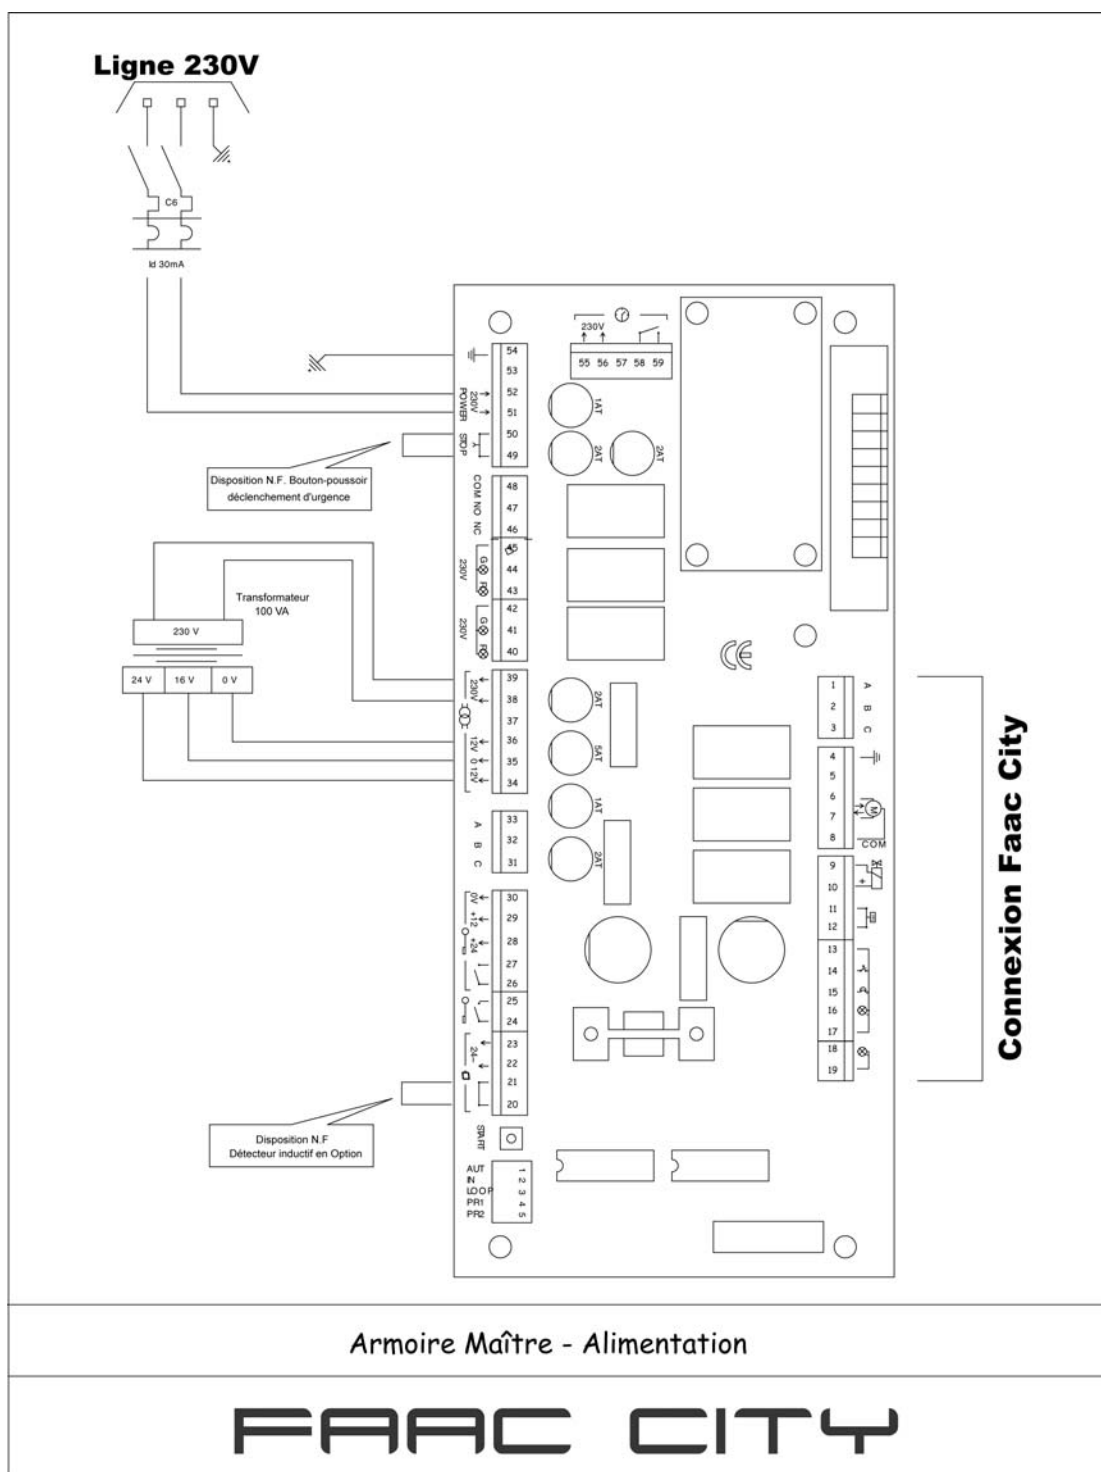 Ligne 230V
C6
Id 30mA
230V
55 56 57 58 59
54
53
52
51
50
49
230V
POWER
STOP
1AT
2AT
2AT
Disposition N.F. Bouton-poussoir
déclenchement d'urgence
48
47
46
COM NO NC
45
44
43
230V
G
R
42
41
40
230V
G
R
Transformateur
100 VA
230 V
24 V
16 V
0 V
39
38
37
36
35
34
230V
12V 0 12V
2AT
5AT
1AT
2AT
33
32
31
A
B
C
30
29
28
27
26
25
24
23
22
21
20
0V
+12
+24
24~
1
2
3
A
B
C
4
5
6
7
8
M
COM
9
10
+
11
12
13
14
15
16
17
18
19
Connexion Faac City
Disposition N.F
Détecteur inductif en Option
START
AUT 1
IN 2
LOOP 3
PR1 4
PR2 5
CE
Armoire Maître - Alimentation
FAAC CITY